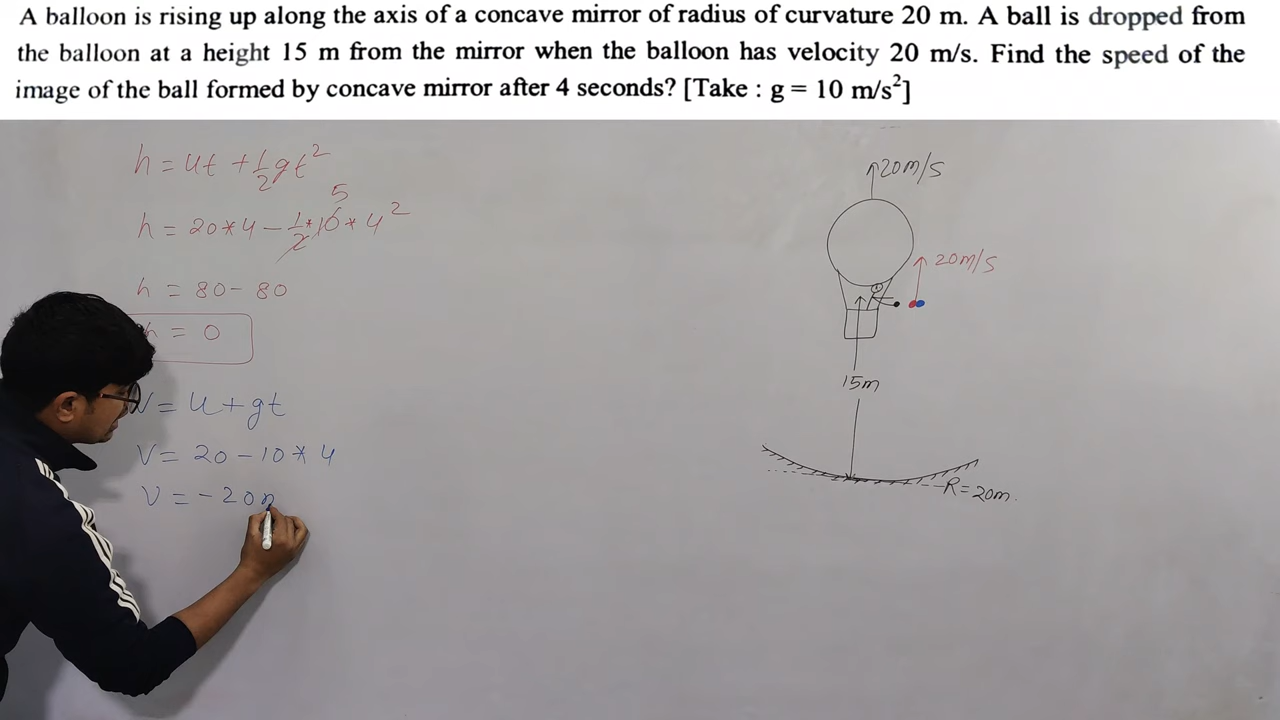 A balloon is rising up along the axis of a concave mirror of radius of curvature 20 m. A ball is dropped from
the balloon at a height 15 m from the mirror when the balloon has velocity 20 m/s. Find the speed of the
image of the ball formed by concave mirror after 4 seconds? [Take : g = 10 m/s²]
h = ut + 1/2 gt²
5
h = 20*4 - 1/2*10*4²
h = 80 - 80
h = 0
V = u + gt
V = 20 - 10*4
V = -20
20m/s
20m/s
15m
R = 20m.